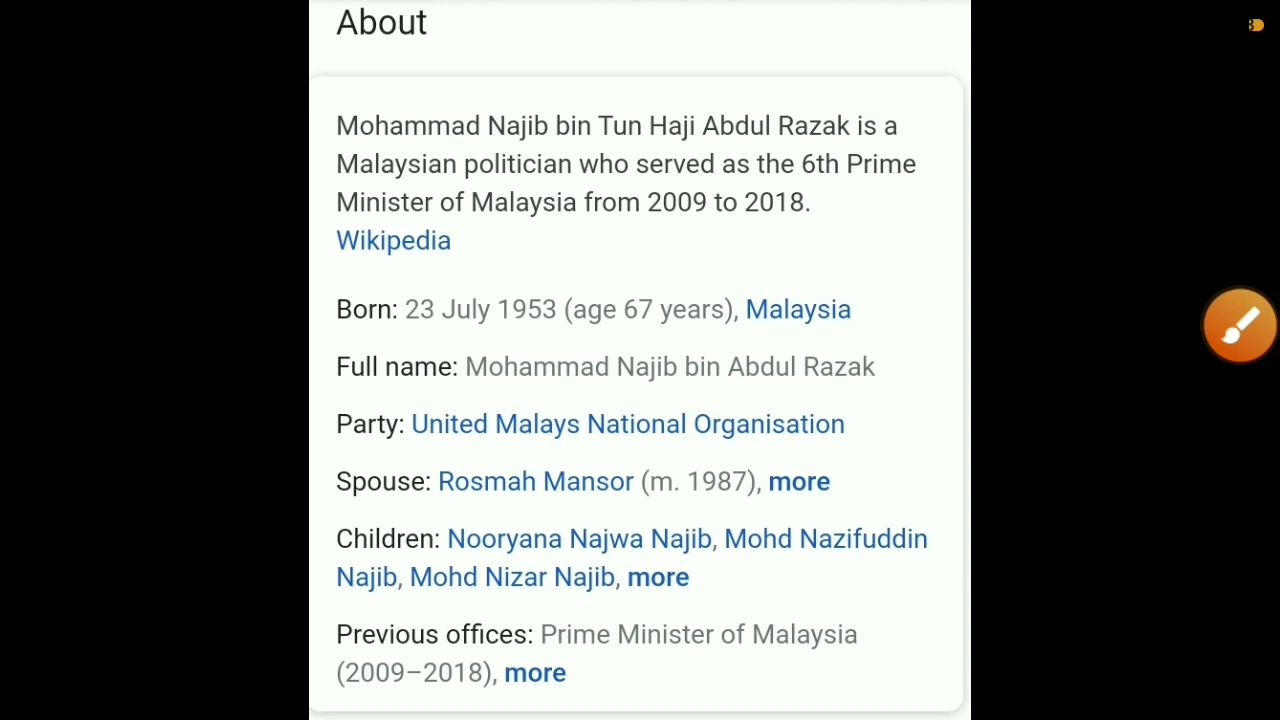 About
Mohammad Najib bin Tun Haji Abdul Razak is a
Malaysian politician who served as the 6th Prime
Minister of Malaysia from 2009 to 2018.
Wikipedia
Born: 23 July 1953 (age 67 years), Malaysia
Full name: Mohammad Najib bin Abdul Razak
Party: United Malays National Organisation
Spouse: Rosmah Mansor (m. 1987), more
Children: Nooryana Najwa Najib, Mohd Nazifuddin
Najib, Mohd Nizar Najib, more
Previous offices: Prime Minister of Malaysia
(2009–2018), more